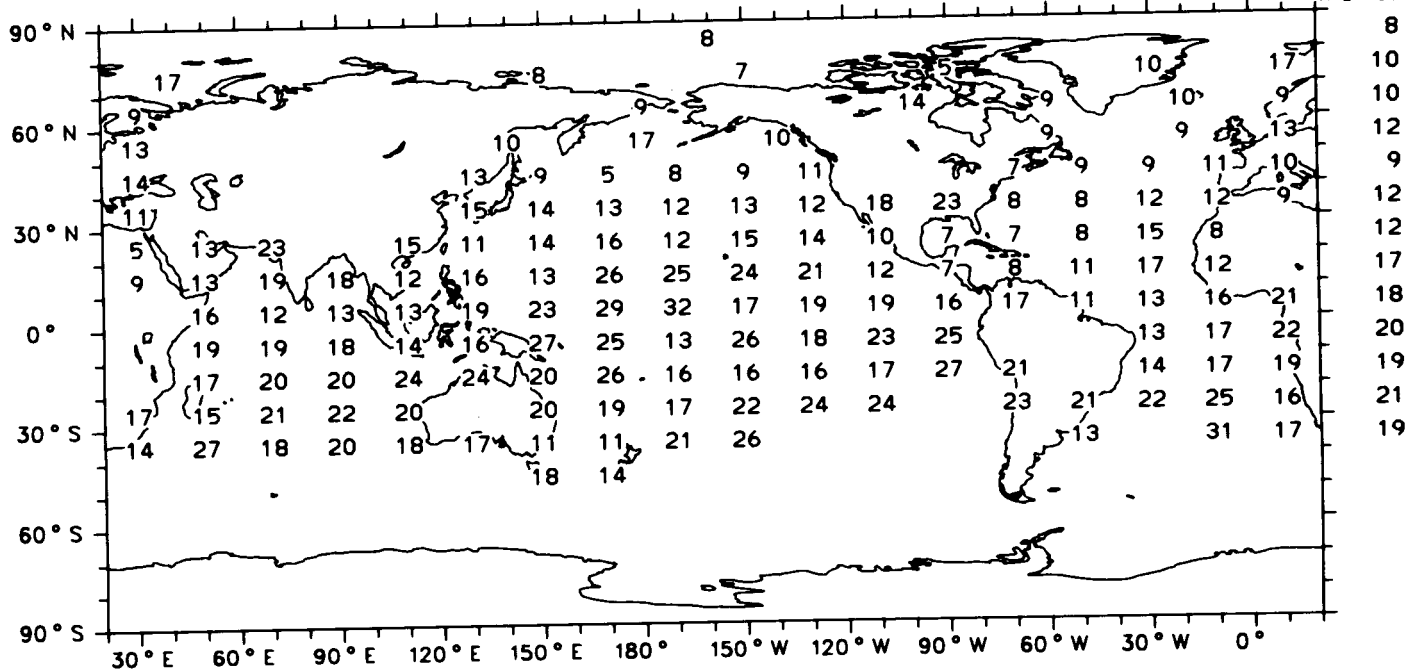 90°N 8 8
17 8 7 5 10 17 10
9 9 14 9 10 9 10
60°N 13 10 17 10 9 9 13 12
14 13 9 5 8 9 11 7 9 9 11 10 9
11 15 14 13 12 13 12 18 23 8 8 12 12 9 12
30°N 5 13 23 15 11 14 16 12 15 14 10 7 7 8 15 8 12
9 13 19 18 12 16 13 26 25 24 21 12 7 8 11 17 12 17
16 12 13 13 19 23 29 32 17 19 19 16 17 11 13 16 21 18
0° 19 19 18 14 16 27 25 13 26 18 23 25 13 17 22 20
17 20 20 24 24 20 26 16 16 16 17 27 21 14 17 19 19
17 15 21 22 20 20 19 17 22 24 24 23 21 22 25 16 21
30°S 14 27 18 20 18 17 11 11 21 26 13 31 17 19
18 14
60°S
90°S
30°E 60°E 90°E 120°E 150°E 180° 150°W 120°W 90°W 60°W 30°W 0°